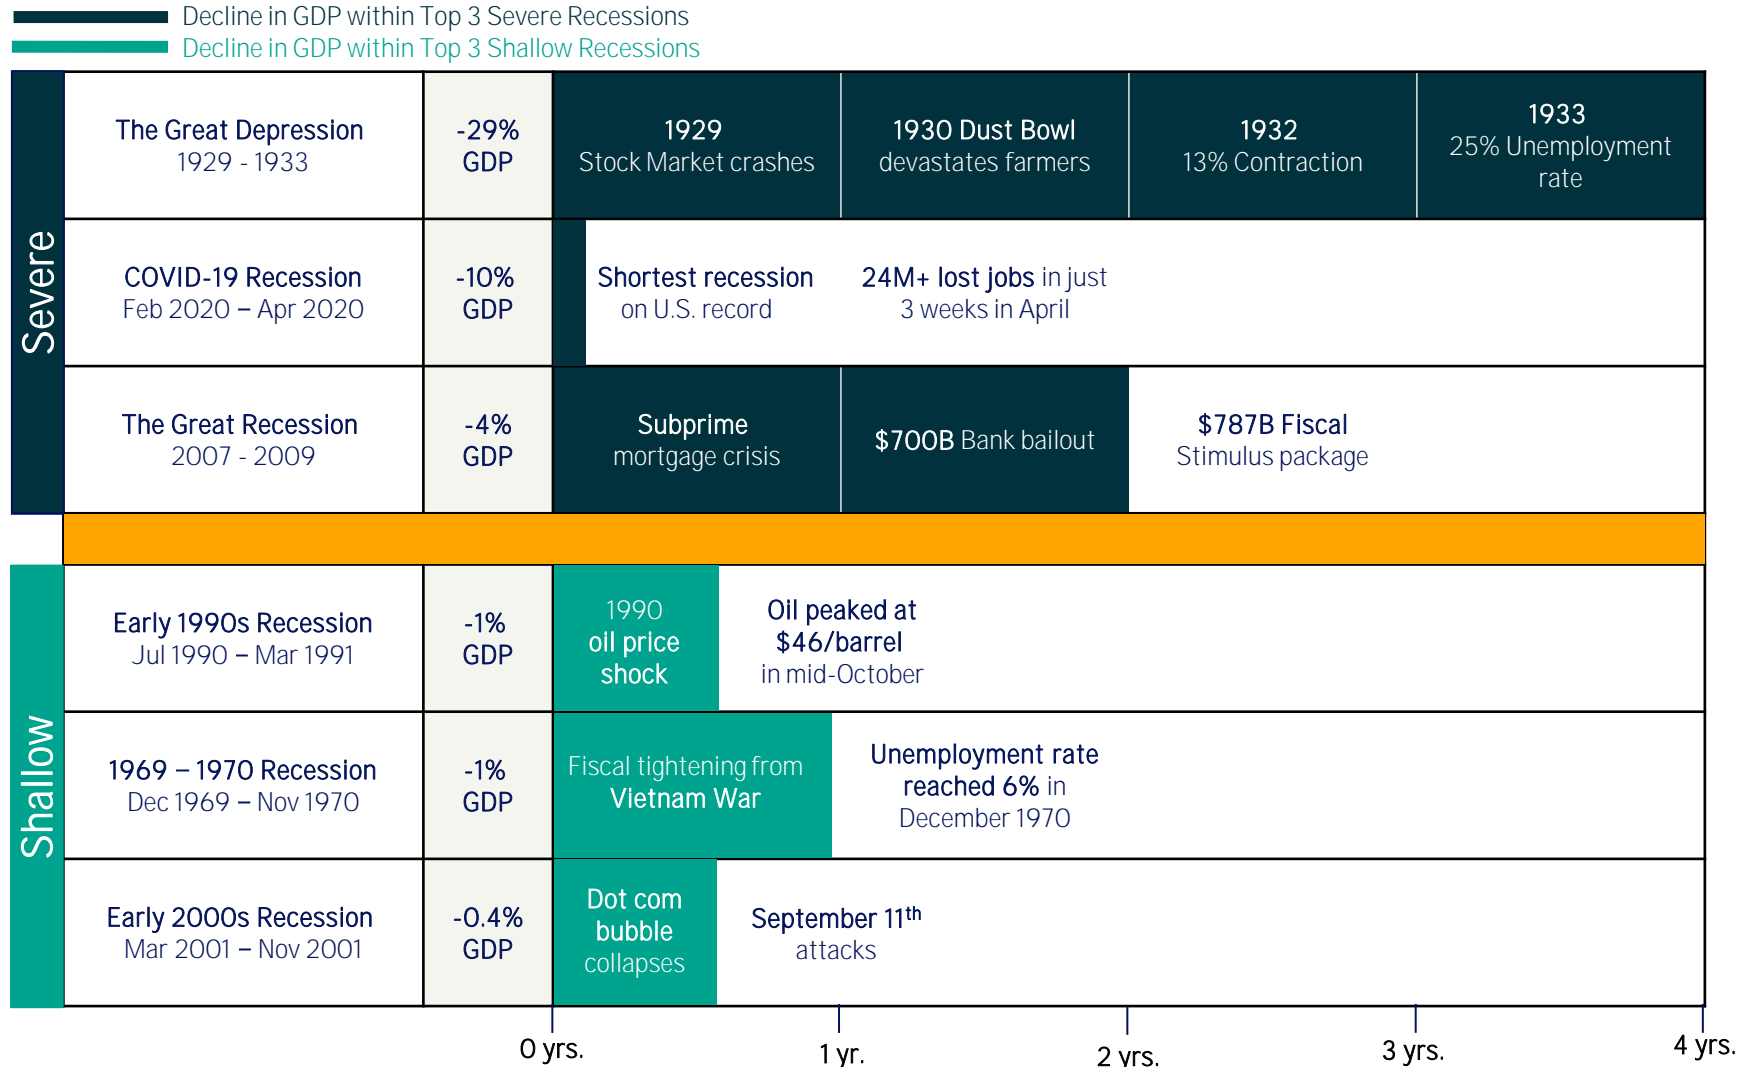 Decline in GDP within Top 3 Severe Recessions
Decline in GDP within Top 3 Shallow Recessions
Severe
The Great Depression
1929 - 1933
-29%
GDP
1929
Stock Market crashes
1930 Dust Bowl
devastates farmers
1932
13% Contraction
1933
25% Unemployment
rate
COVID-19 Recession
Feb 2020 – Apr 2020
-10%
GDP
Shortest recession
on U.S. record
24M+ lost jobs in just
3 weeks in April
The Great Recession
2007 - 2009
-4%
GDP
Subprime
mortgage crisis
$700B Bank bailout
$787B Fiscal
Stimulus package
Shallow
Early 1990s Recession
Jul 1990 – Mar 1991
-1%
GDP
1990
oil price
shock
Oil peaked at
$46/barrel
in mid-October
1969 – 1970 Recession
Dec 1969 – Nov 1970
-1%
GDP
Fiscal tightening from
Vietnam War
Unemployment rate
reached 6% in
December 1970
Early 2000s Recession
Mar 2001 – Nov 2001
-0.4%
GDP
Dot com
bubble
collapses
September 11th
attacks
0 yrs.
1 yr.
2 yrs.
3 yrs.
4 yrs.